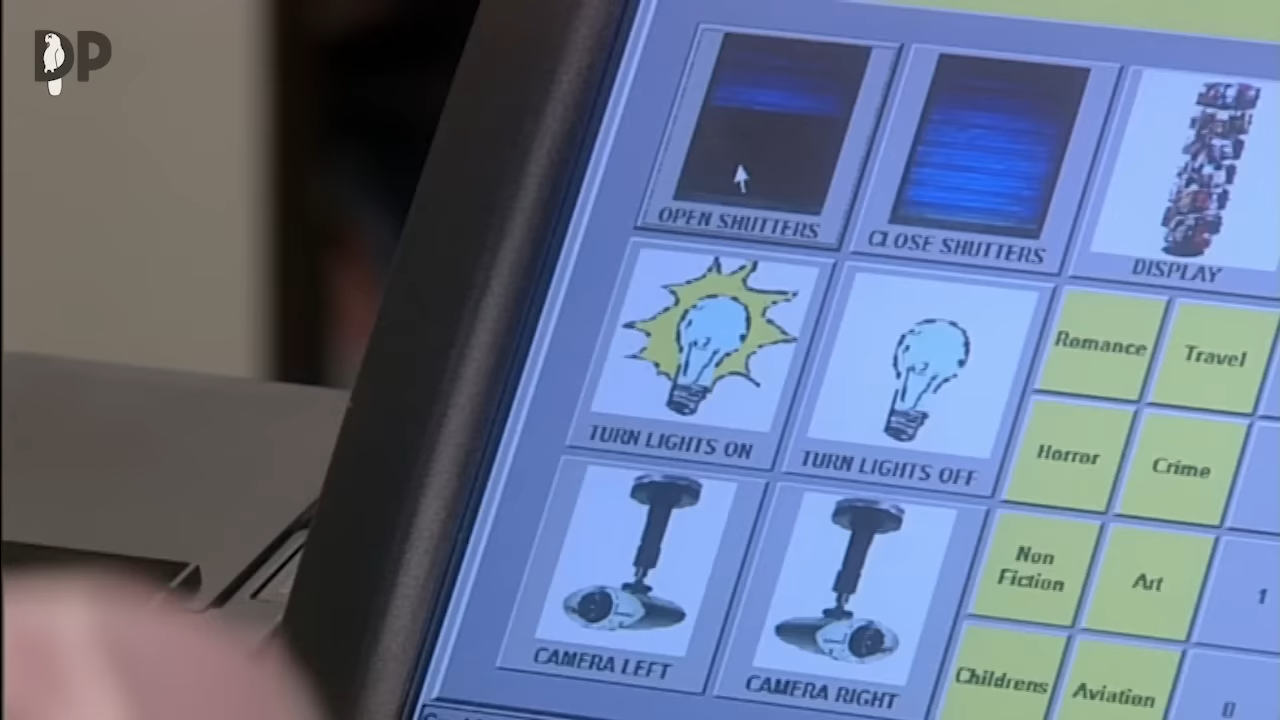 DP
OPEN SHUTTERS
CLOSE SHUTTERS
DISPLAY
TURN LIGHTS ON
TURN LIGHTS OFF
Romance
Travel
Horror
Crime
CAMERA LEFT
CAMERA RIGHT
Non
Fiction
Art
1
Childrens
Aviation
0